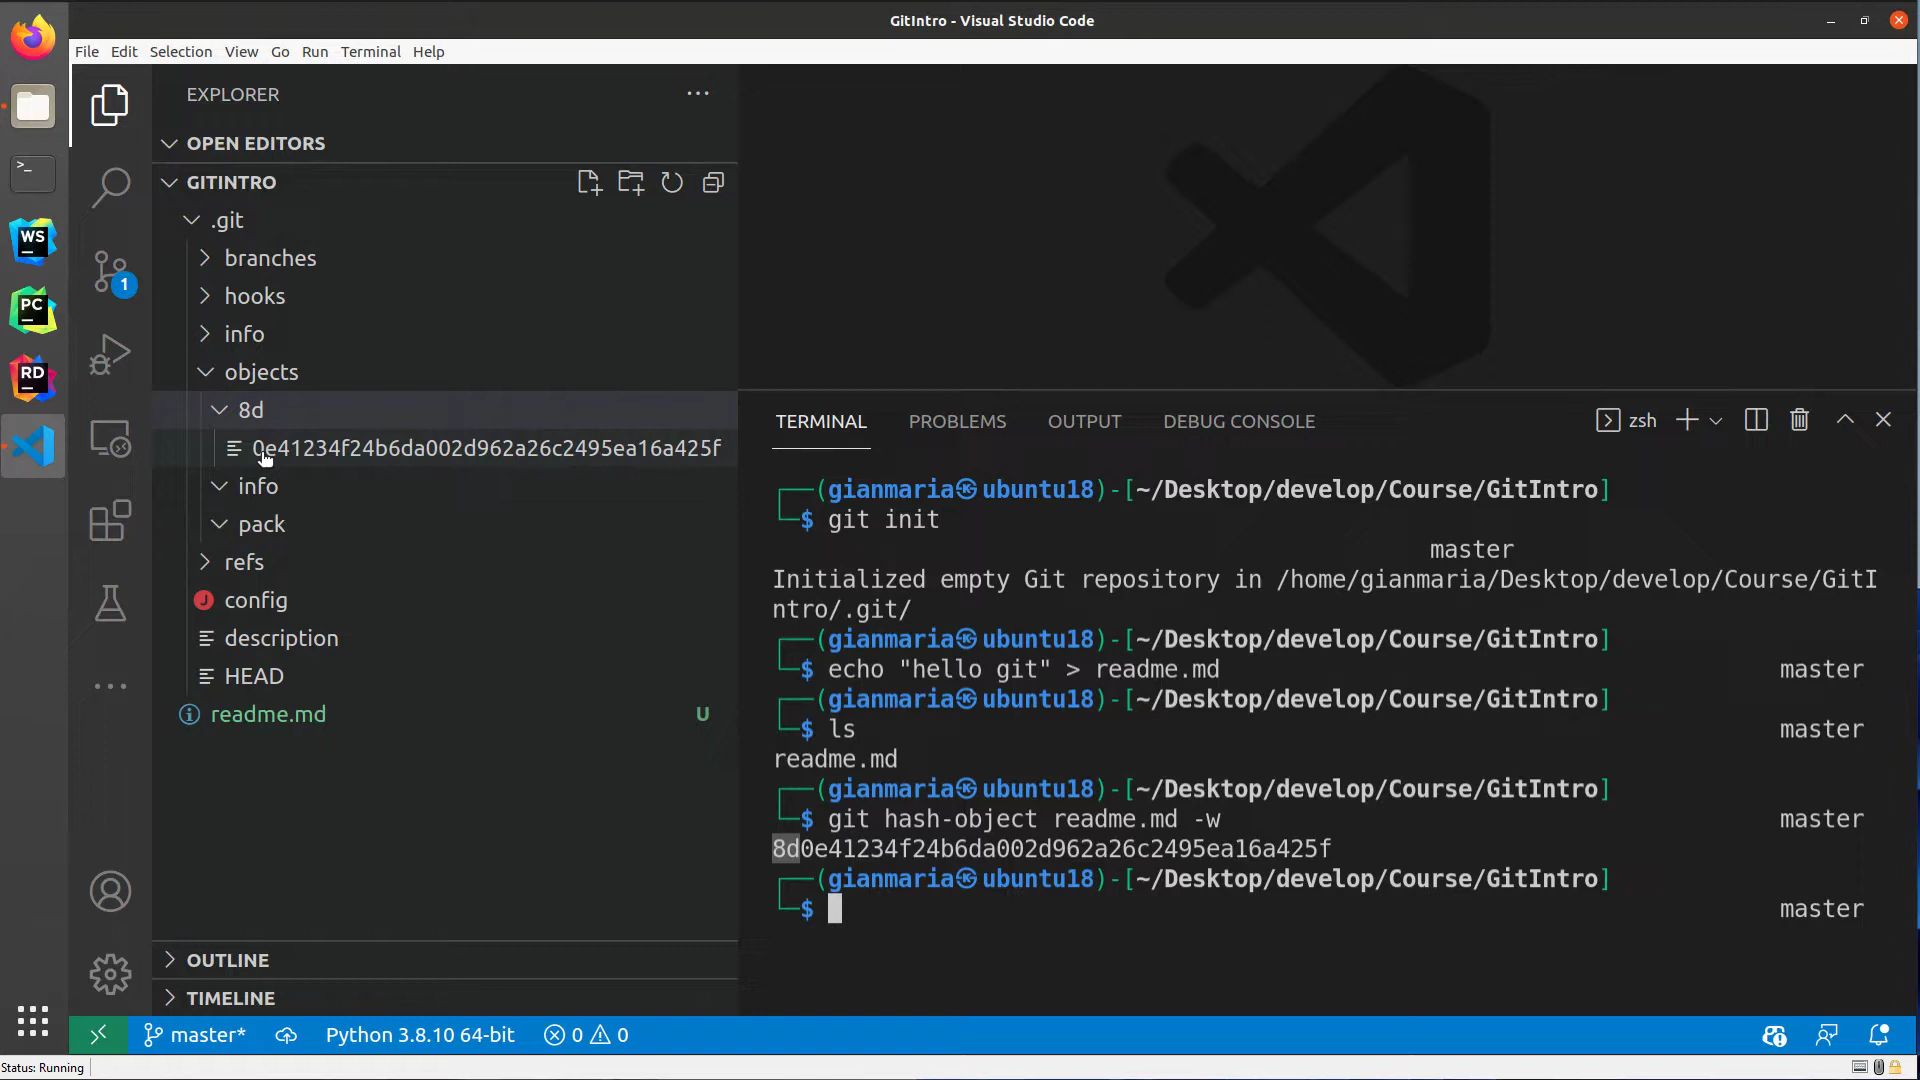 GitIntro - Visual Studio Code
File Edit Selection View Go Run Terminal Help
EXPLORER
OPEN EDITORS
GITINTRO
.git
branches
hooks
info
objects
8d
0e41234f24b6da002d962a26c2495ea16a425f
info
pack
refs
config
description
HEAD
readme.md U
OUTLINE
TIMELINE
WS
PC
RD
1
TERMINAL PROBLEMS OUTPUT DEBUG CONSOLE zsh
(gianmaria㉿ubuntu18)-[~/Desktop/develop/Course/GitIntro]
$ git init
master
Initialized empty Git repository in /home/gianmaria/Desktop/develop/Course/GitI
ntro/.git/
(gianmaria㉿ubuntu18)-[~/Desktop/develop/Course/GitIntro]
$ echo "hello git" > readme.md master
(gianmaria㉿ubuntu18)-[~/Desktop/develop/Course/GitIntro]
$ ls master
readme.md
(gianmaria㉿ubuntu18)-[~/Desktop/develop/Course/GitIntro]
$ git hash-object readme.md -w master
8d0e41234f24b6da002d962a26c2495ea16a425f
(gianmaria㉿ubuntu18)-[~/Desktop/develop/Course/GitIntro]
$ master
master* Python 3.8.10 64-bit 0 0
Status: Running